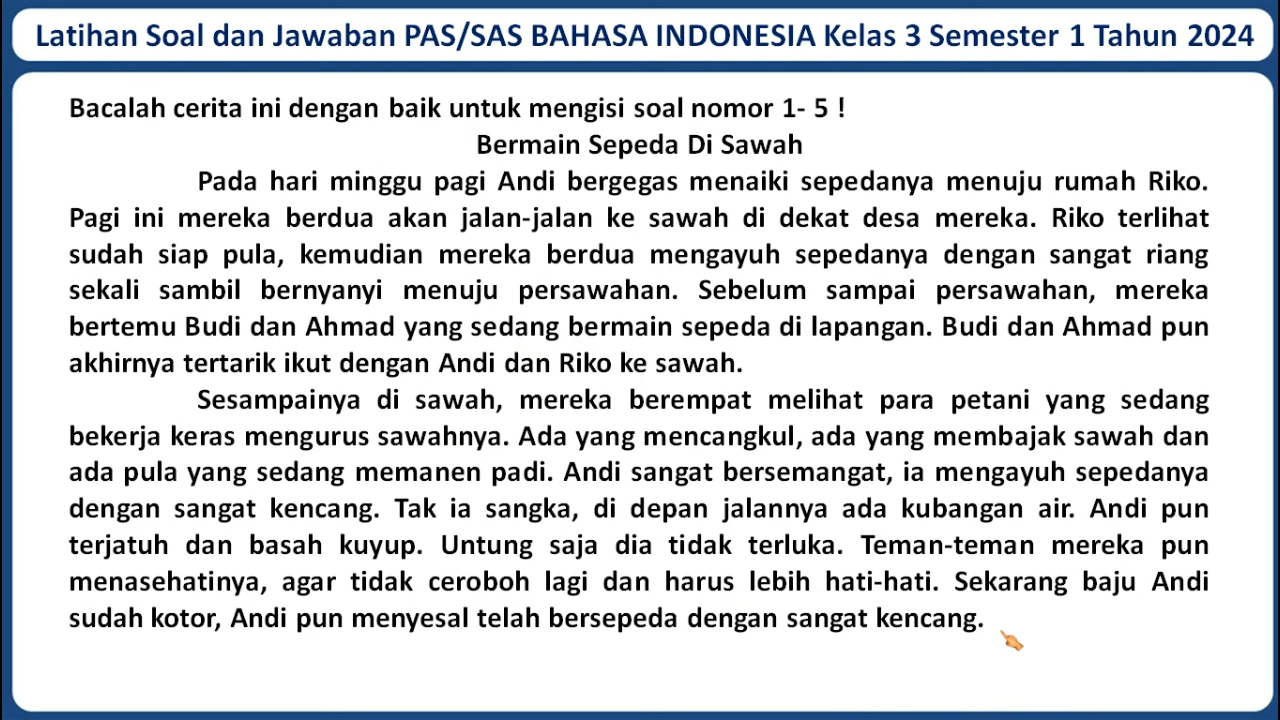 Latihan Soal dan Jawaban PAS/SAS BAHASA INDONESIA Kelas 3 Semester 1 Tahun 2024
Bacalah cerita ini dengan baik untuk mengisi soal nomor 1- 5 !
Bermain Sepeda Di Sawah
Pada hari minggu pagi Andi bergegas menaiki sepedanya menuju rumah Riko.
Pagi ini mereka berdua akan jalan-jalan ke sawah di dekat desa mereka. Riko terlihat
sudah siap pula, kemudian mereka berdua mengayuh sepedanya dengan sangat riang
sekali sambil bernyanyi menuju persawahan. Sebelum sampai persawahan, mereka
bertemu Budi dan Ahmad yang sedang bermain sepeda di lapangan. Budi dan Ahmad pun
akhirnya tertarik ikut dengan Andi dan Riko ke sawah.
Sesampainya di sawah, mereka berempat melihat para petani yang sedang
bekerja keras mengurus sawahnya. Ada yang mencangkul, ada yang membajak sawah dan
ada pula yang sedang memanen padi. Andi sangat bersemangat, ia mengayuh sepedanya
dengan sangat kencang. Tak ia sangka, di depan jalannya ada kubangan air. Andi pun
terjatuh dan basah kuyup. Untung saja dia tidak terluka. Teman-teman mereka pun
menasehatinya, agar tidak ceroboh lagi dan harus lebih hati-hati. Sekarang baju Andi
sudah kotor, Andi pun menyesal telah bersepeda dengan sangat kencang.